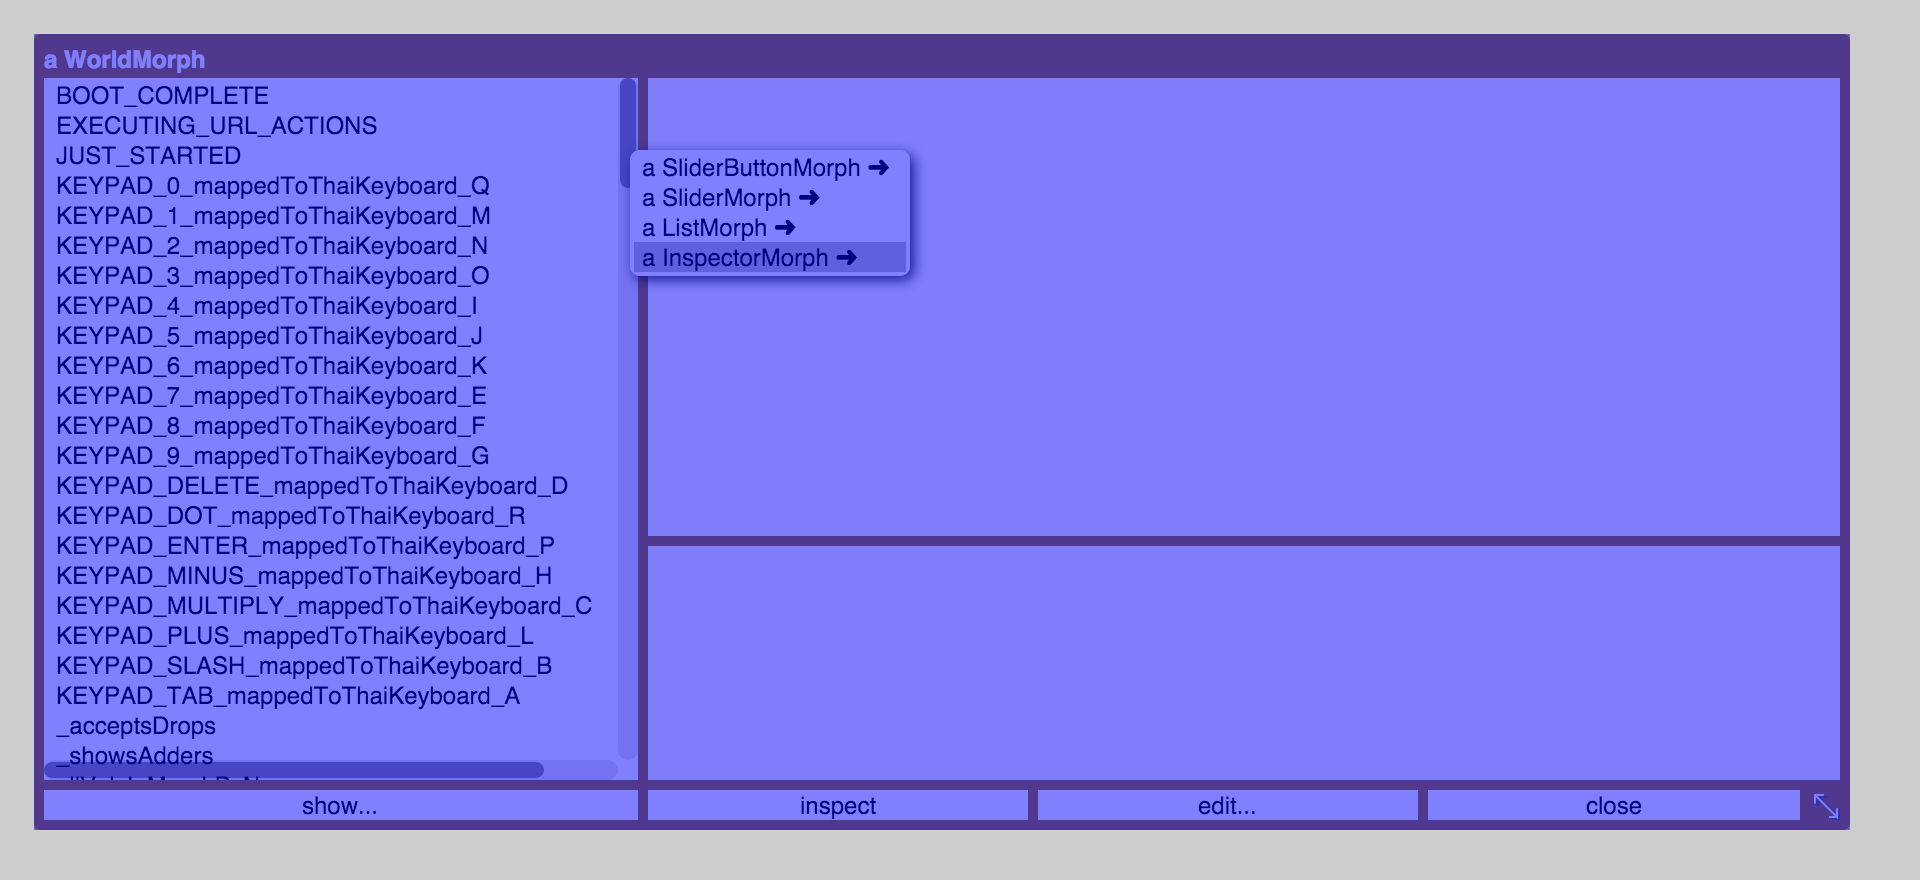 a WorldMorph
BOOT_COMPLETE
EXECUTING_URL_ACTIONS
JUST_STARTED
KEYPAD_0_mappedToThaiKeyboard_Q
KEYPAD_1_mappedToThaiKeyboard_M
KEYPAD_2_mappedToThaiKeyboard_N
KEYPAD_3_mappedToThaiKeyboard_O
KEYPAD_4_mappedToThaiKeyboard_I
KEYPAD_5_mappedToThaiKeyboard_J
KEYPAD_6_mappedToThaiKeyboard_K
KEYPAD_7_mappedToThaiKeyboard_E
KEYPAD_8_mappedToThaiKeyboard_F
KEYPAD_9_mappedToThaiKeyboard_G
KEYPAD_DELETE_mappedToThaiKeyboard_D
KEYPAD_DOT_mappedToThaiKeyboard_R
KEYPAD_ENTER_mappedToThaiKeyboard_P
KEYPAD_MINUS_mappedToThaiKeyboard_H
KEYPAD_MULTIPLY_mappedToThaiKeyboard_C
KEYPAD_PLUS_mappedToThaiKeyboard_L
KEYPAD_SLASH_mappedToThaiKeyboard_B
KEYPAD_TAB_mappedToThaiKeyboard_A
_acceptsDrops
_showsAdders
a SliderButtonMorph ➜
a SliderMorph ➜
a ListMorph ➜
a InspectorMorph ➜
show...
inspect
edit...
close